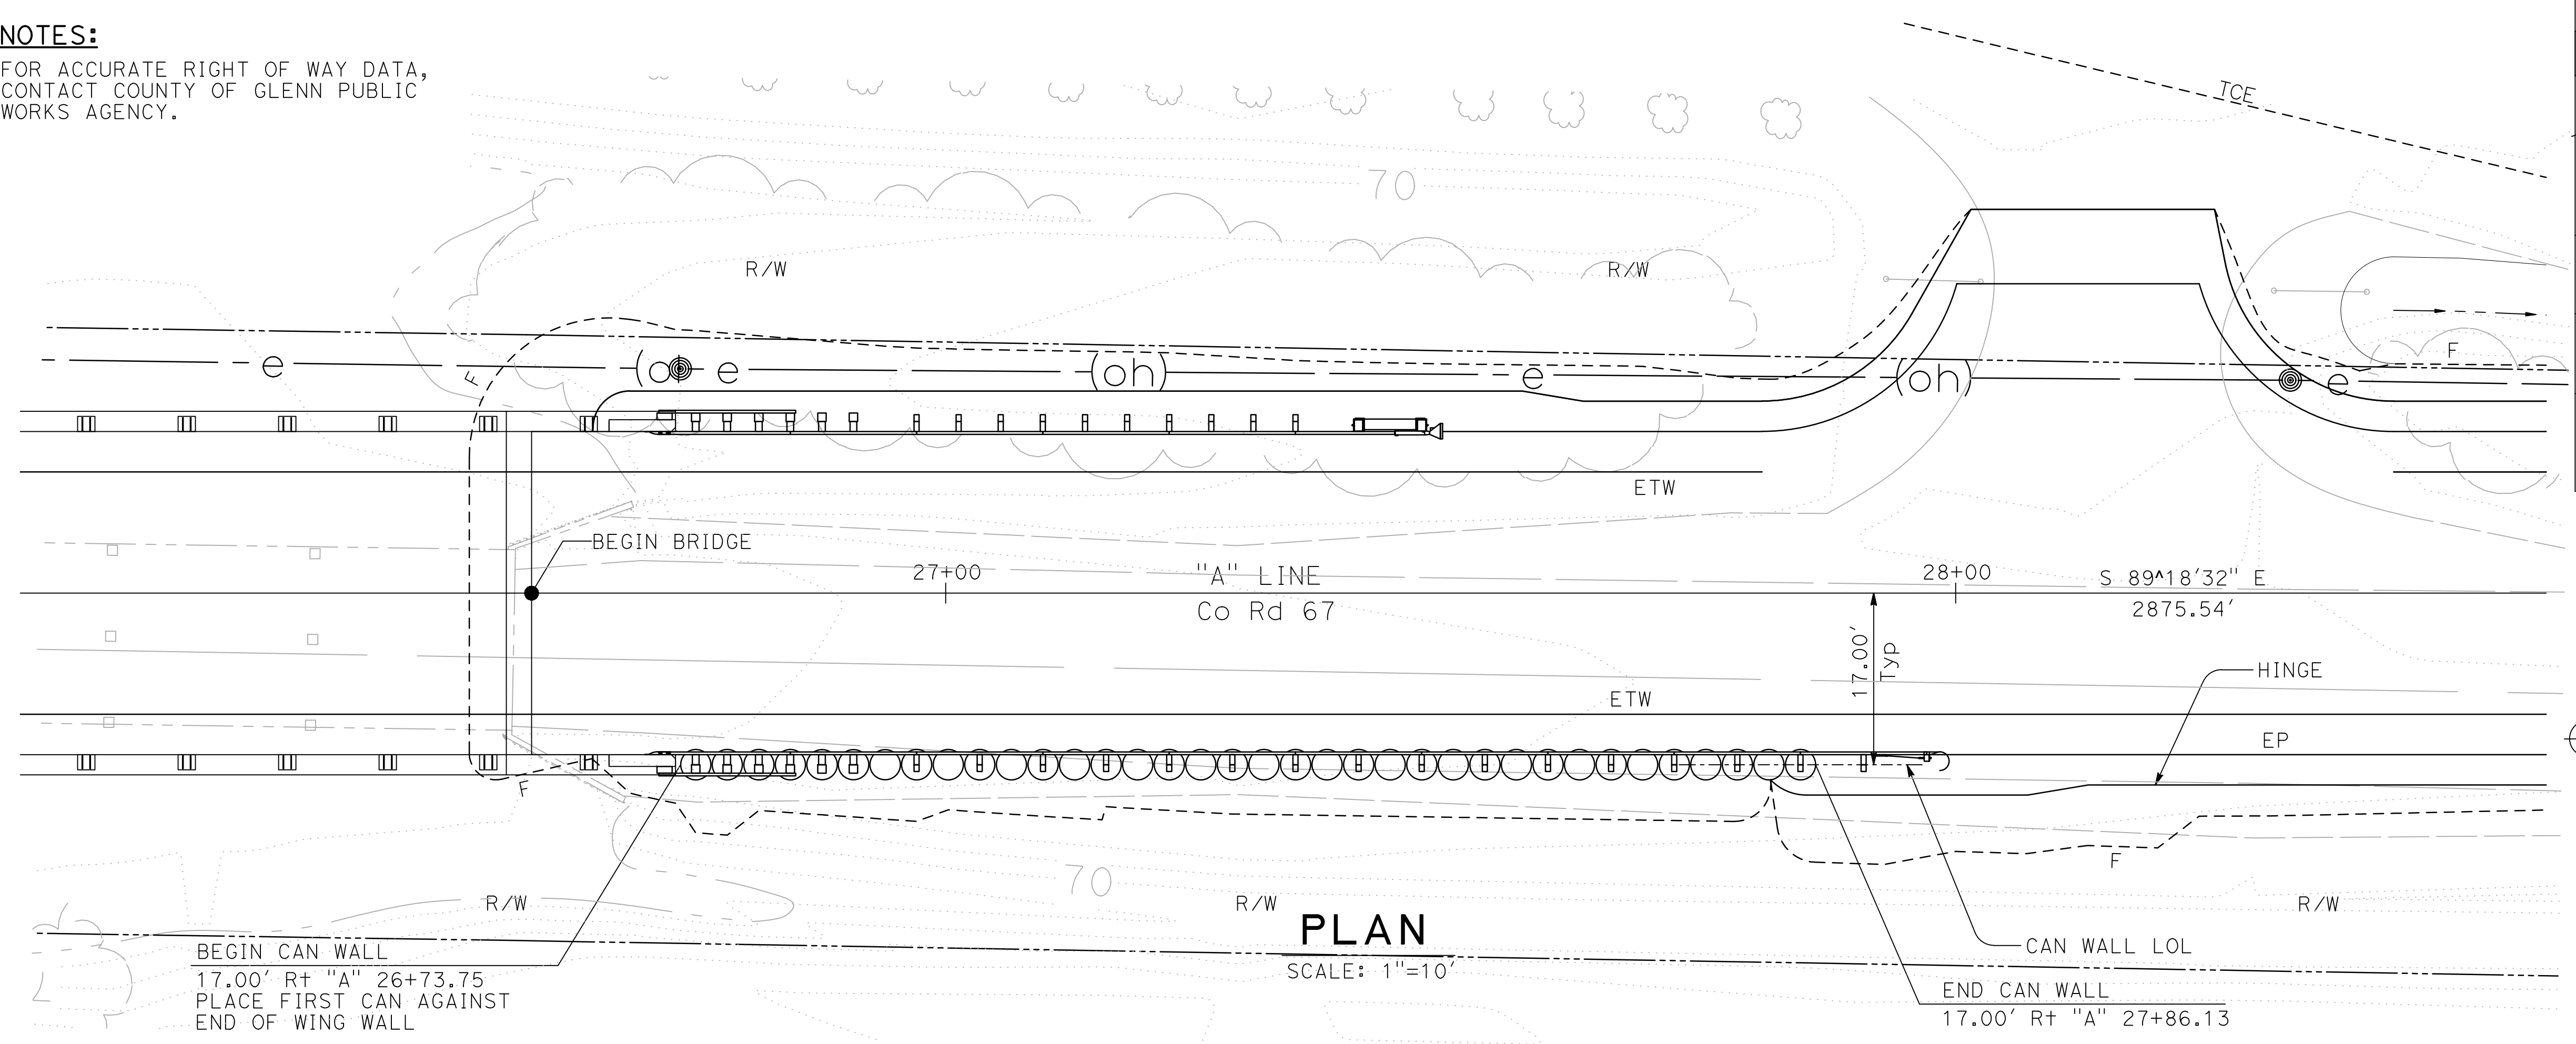 NOTES:
FOR ACCURATE RIGHT OF WAY DATA,
CONTACT COUNTY OF GLENN PUBLIC
WORKS AGENCY.
TCE
70
R/W
R/W
F
e
(o
e
(oh)
e
(oh)
e
F
ETW
BEGIN BRIDGE
27+00
"A" LINE
Co Rd 67
28+00
S 89^18'32" E
2875.54'
17.00'
Typ
HINGE
ETW
EP
F
F
70
R/W
R/W
R/W
PLAN
SCALE: 1"=10'
BEGIN CAN WALL
17.00' Rt "A" 26+73.75
PLACE FIRST CAN AGAINST
END OF WING WALL
CAN WALL LOL
END CAN WALL
17.00' Rt "A" 27+86.13